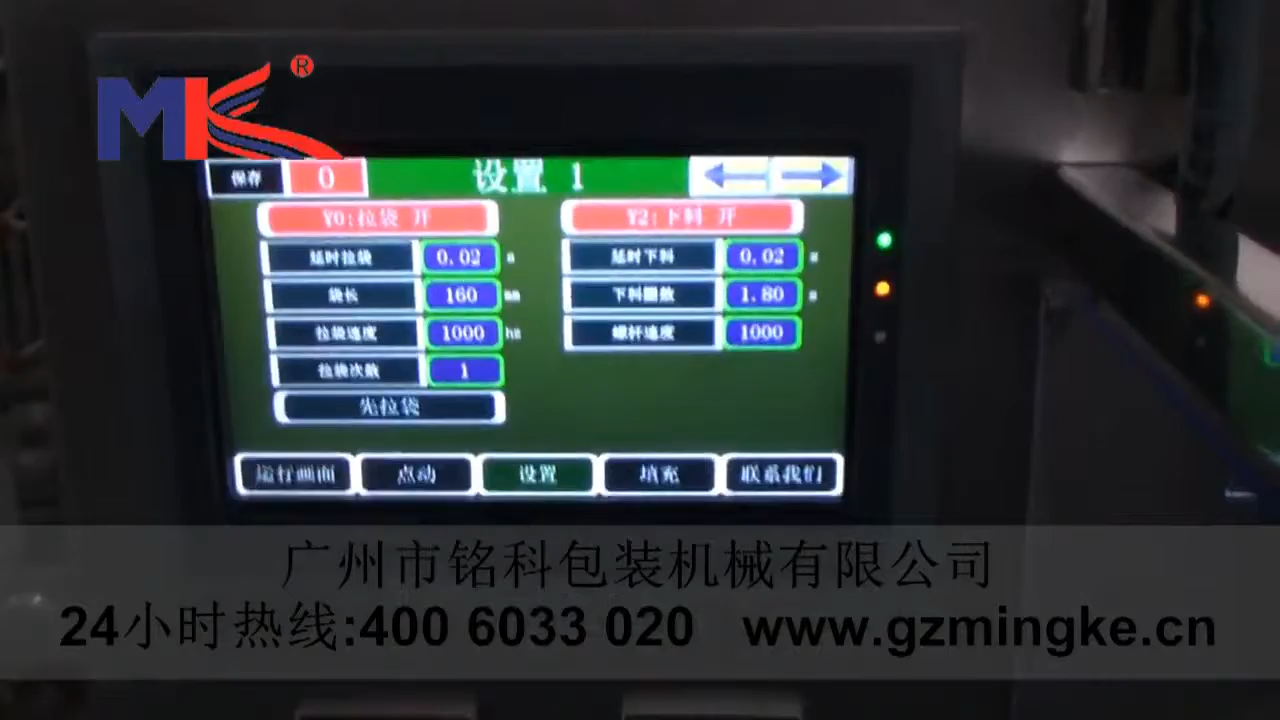 MK®
保存 0 设置 1
Y0:拉袋 开 Y2:下料 开
延时拉袋 0.02 s 延时下料 0.02 s
袋长 160 mm 下料圈数 1.80
拉袋速度 1000 hz 螺杆速度 1000
拉袋次数 1
先拉袋
运行画面 点动 设置 填充 联系我们
广州市铭科包装机械有限公司
24小时热线:400 6033 020 www.gzmingke.cn